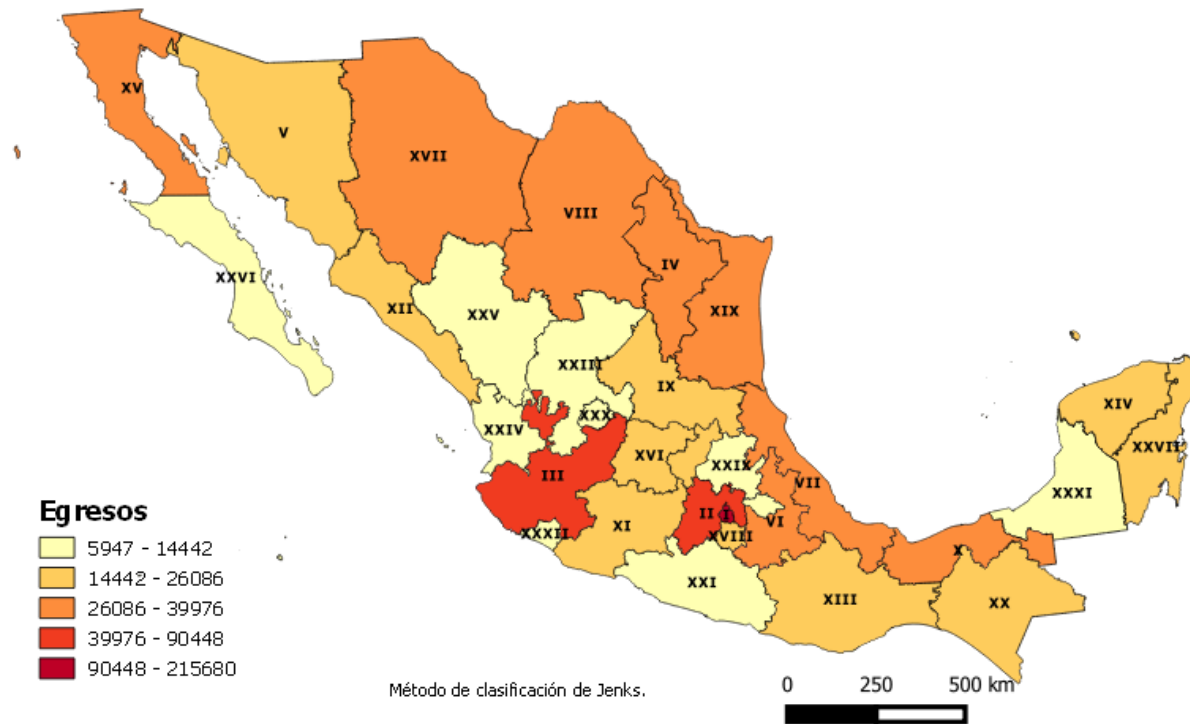 XV
V
XVII
VIII
IV
XXVI
XII
XIX
XXV
XXIII
IX
XIV
XXIV
XXX
XXVII
XVI
XXIX
III
VII
XXXI
II
I
VI
XXXII
XI
XVIII
X
XXI
XIII
XX
Egresos
5947 - 14442
14442 - 26086
26086 - 39976
39976 - 90448
90448 - 215680
Método de clasificación de Jenks.
0 250 500 km